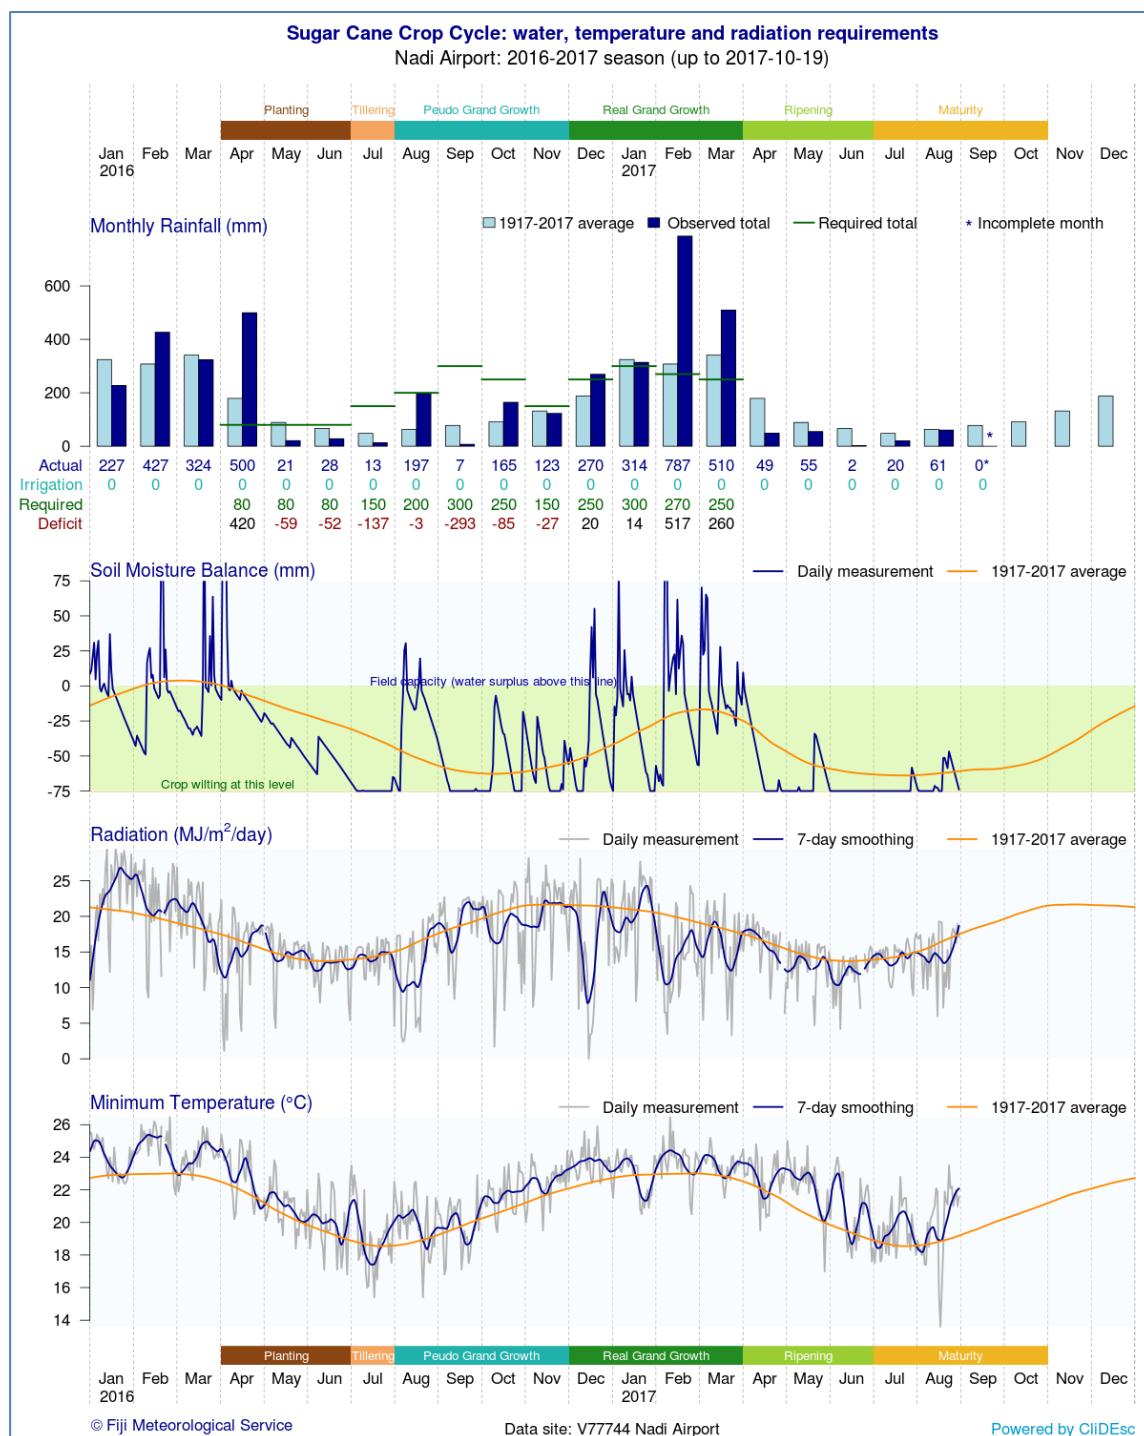 Sugar Cane Crop Cycle: water, temperature and radiation requirements
Nadi Airport: 2016-2017 season (up to 2017-10-19)
Planting Tillering Peudo Grand Growth Real Grand Growth Ripening Maturity
Jan Feb Mar Apr May Jun Jul Aug Sep Oct Nov Dec Jan Feb Mar Apr May Jun Jul Aug Sep Oct Nov Dec
2016 2017
Monthly Rainfall (mm) 1917-2017 average Observed total Required total * Incomplete month
600
400
200
0 *
Actual 227 427 324 500 21 28 13 197 7 165 123 270 314 787 510 49 55 2 20 61 0*
Irrigation 0 0 0 0 0 0 0 0 0 0 0 0 0 0 0 0 0 0 0 0 0
Required 80 80 80 150 200 300 250 150 250 300 270 250
Deficit 420 -59 -52 -137 -3 -293 -85 -27 20 14 517 260
Soil Moisture Balance (mm) Daily measurement 1917-2017 average
75
50
25
0 Field capacity (water surplus above this line)
-25
-50
-75 Crop wilting at this level
Radiation (MJ/m2/day) Daily measurement 7-day smoothing 1917-2017 average
25
20
15
10
5
0
Minimum Temperature (°C) Daily measurement 7-day smoothing 1917-2017 average
26
24
22
20
18
16
14
Planting Tillering Peudo Grand Growth Real Grand Growth Ripening Maturity
Jan Feb Mar Apr May Jun Jul Aug Sep Oct Nov Dec Jan Feb Mar Apr May Jun Jul Aug Sep Oct Nov Dec
2016 2017
© Fiji Meteorological Service Data site: V77744 Nadi Airport Powered by CliDEsc